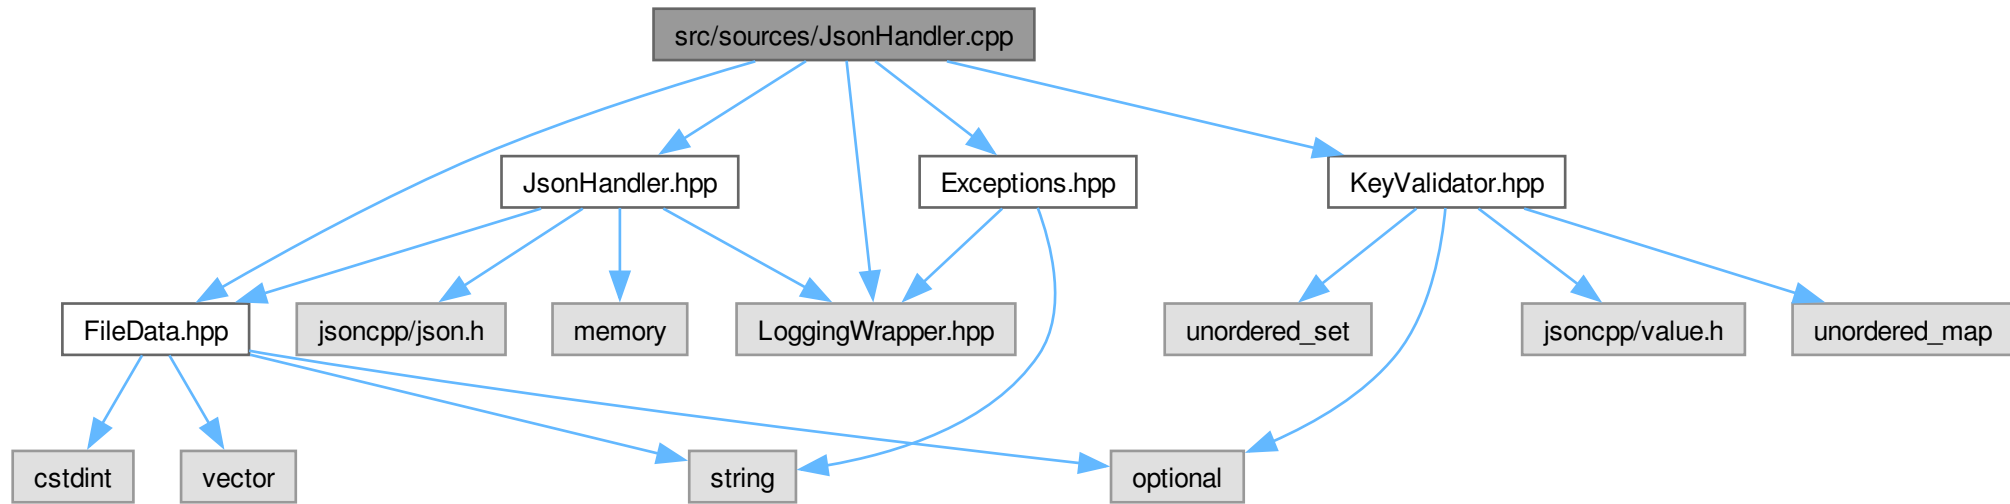 src/sources/JsonHandler.cpp
JsonHandler.hpp
Exceptions.hpp
KeyValidator.hpp
FileData.hpp
jsoncpp/json.h
memory
LoggingWrapper.hpp
unordered_set
jsoncpp/value.h
unordered_map
cstdint
vector
string
optional